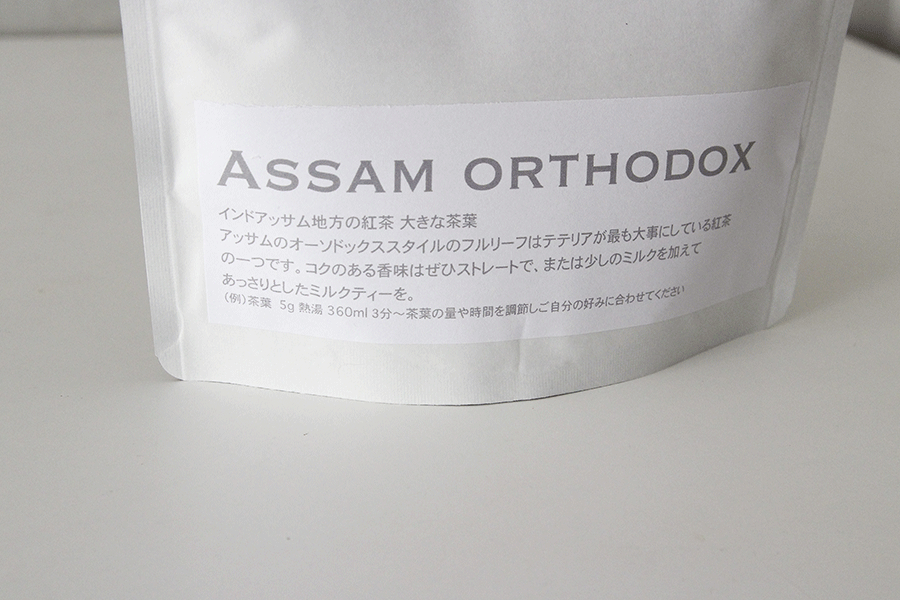 ASSAM ORTHODOX
インドアッサム地方の紅茶 大きな茶葉
アッサムのオーソドックススタイルのフルリーフはテテリアが最も大事にしている紅茶
の一つです。コクのある香味はぜひストレートで、または少しのミルクを加えて
あっさりとしたミルクティーを。
(例)茶葉 5g 熱湯 360ml 3分～茶葉の量や時間を調節しご自分の好みに合わせてください